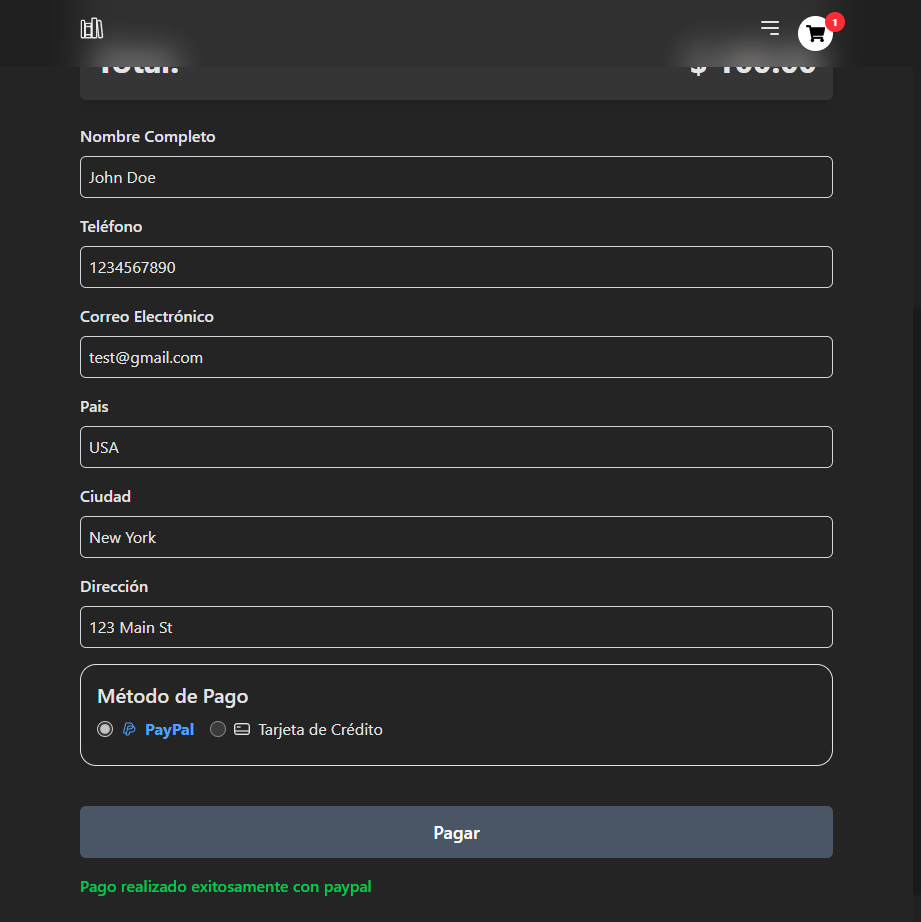 1
Total:
Nombre Completo
John Doe
Teléfono
1234567890
Correo Electrónico
test@gmail.com
Pais
USA
Ciudad
New York
Dirección
123 Main St
Método de Pago
PayPal Tarjeta de Crédito
Pagar
Pago realizado exitosamente con paypal